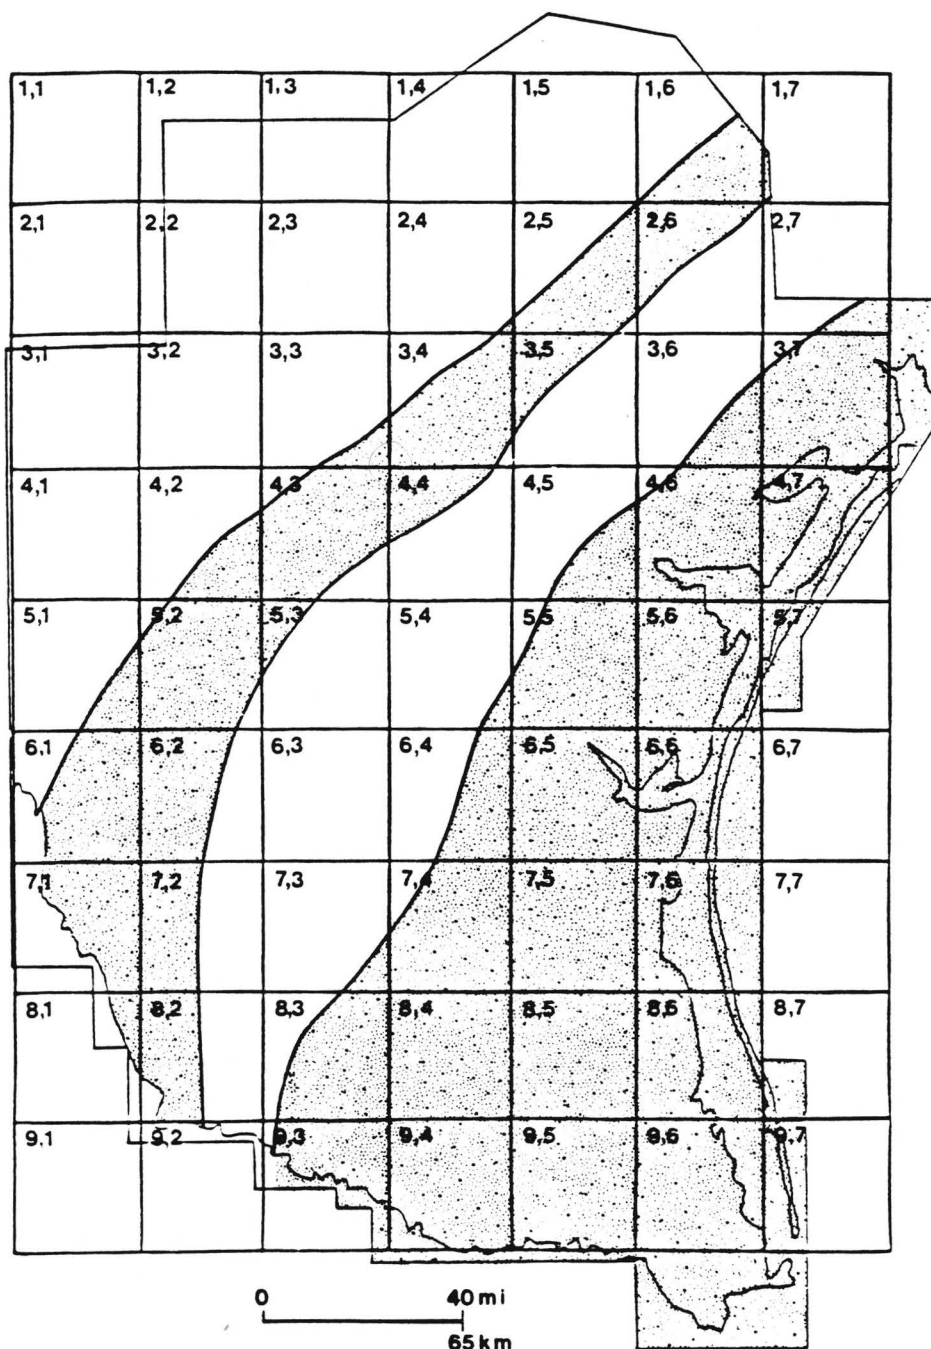 1,1 1,2 1,3 1,4 1,5 1,6 1,7
2,1 2,2 2,3 2,4 2,5 2,6 2,7
3,1 3,2 3,3 3,4 3,5 3,6 3,7
4,1 4,2 4,3 4,4 4,5 4,6 4,7
5,1 5,2 5,3 5,4 5,5 5,6 5,7
6,1 6,2 6,3 6,4 6,5 6,6 6,7
7,1 7,2 7,3 7,4 7,5 7,6 7,7
8,1 8,2 8,3 8,4 8,5 8,6 8,7
9,1 9,2 9,3 9,4 9,5 9,6 9,7
0 40 mi
65 km